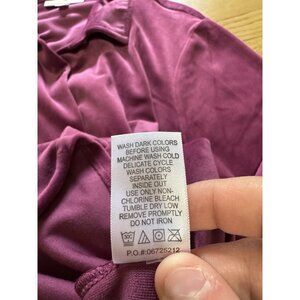 WASH DARK COLORS
BEFORE USING
MACHINE WASH COLD
DELICATE CYCLE
WASH COLORS
SEPARATELY
INSIDE OUT
USE ONLY NON-
CHLORINE BLEACH
TUMBLE DRY LOW
REMOVE PROMPTLY
DO NOT IRON
P.O.#:06725212